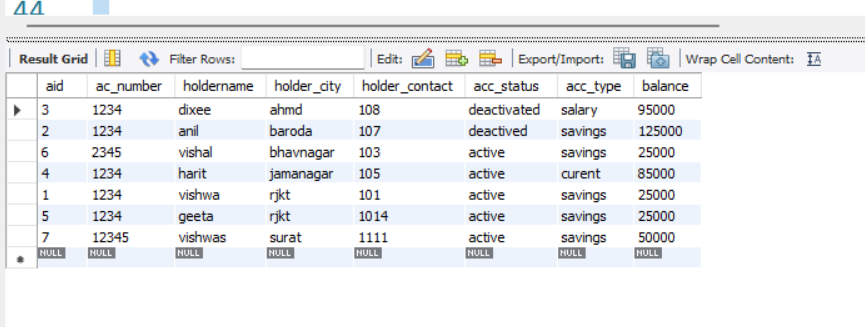 44
Result Grid Filter Rows: Edit: Export/Import: Wrap Cell Content: IA
aid ac_number holdername holder_city holder_contact acc_status acc_type balance
3 1234 dixee ahmd 108 deactivated salary 95000
2 1234 anil baroda 107 deactived savings 125000
6 2345 vishal bhavnagar 103 active savings 25000
4 1234 harit jamanagar 105 active curent 85000
1 1234 vishwa rjkt 101 active savings 25000
5 1234 geeta rjkt 1014 active savings 25000
7 12345 vishwas surat 1111 active savings 50000
NULL NULL NULL NULL NULL NULL NULL NULL